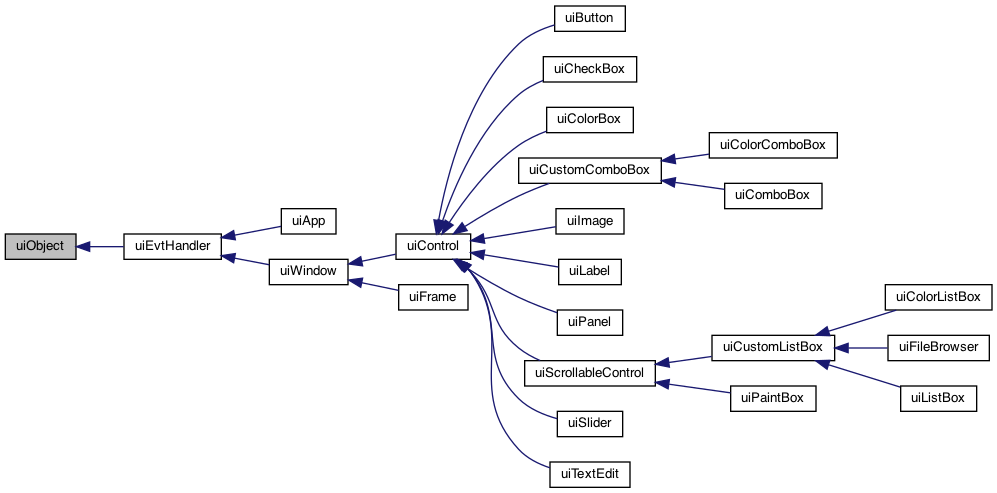 uiButton
uiCheckBox
uiColorBox
uiColorComboBox
uiCustomComboBox
uiComboBox
uiApp
uiImage
uiObject
uiEvtHandler
uiControl
uiWindow
uiLabel
uiFrame
uiColorListBox
uiPanel
uiCustomListBox
uiFileBrowser
uiScrollableControl
uiPaintBox
uiListBox
uiSlider
uiTextEdit